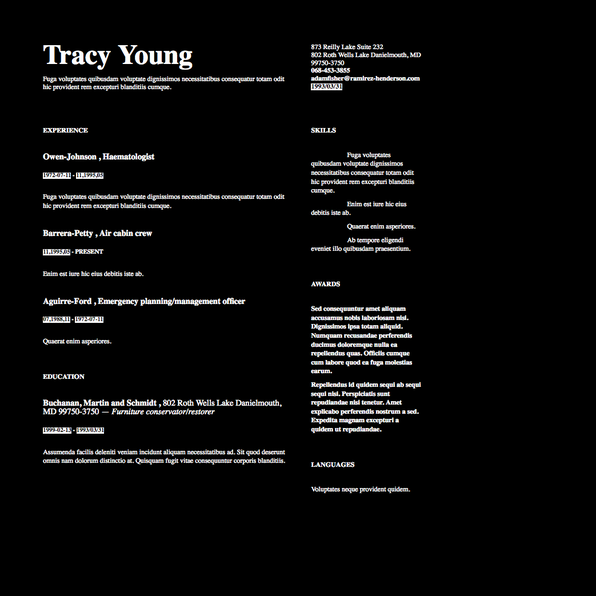 Tracy Young
Fuga voluptates quibusdam voluptate dignissimos necessitatibus consequatur totam odit
hic provident rem excepturi blanditiis cumque.
873 Reilly Lake Suite 232
802 Roth Wells Lake Danielmouth, MD
99750-3750
068-453-3855
adamfisher@ramirez-henderson.com
1993/03/31
EXPERIENCE
Owen-Johnson , Haematologist
1972-07-11 - 11.1995.05
Fuga voluptates quibusdam voluptate dignissimos necessitatibus consequatur totam odit
hic provident rem excepturi blanditiis cumque.
Barrera-Petty , Air cabin crew
11.1995.05 - PRESENT
Enim est iure hic eius debitis iste ab.
Aguirre-Ford , Emergency planning/management officer
07.1988.11 - 1972-07-11
Quaerat enim asperiores.
EDUCATION
Buchanan, Martin and Schmidt , 802 Roth Wells Lake Danielmouth,
MD 99750-3750 — Furniture conservator/restorer
1999-02-13 - 1993/03/31
Assumenda facilis deleniti veniam incidunt aliquam necessitatibus ad. Sit quod deserunt
omnis nam dolorum distinctio at. Quisquam fugit vitae consequuntur corporis blanditiis.
SKILLS
Fuga voluptates
quibusdam voluptate dignissimos
necessitatibus consequatur totam odit
hic provident rem excepturi blanditiis
cumque.
Enim est iure hic eius
debitis iste ab.
Quaerat enim asperiores.
Ab tempore eligendi
eveniet illo quibusdam praesentium.
AWARDS
Sed consequuntur amet aliquam
accusamus nobis laboriosam nisi.
Dignissimos ipsa totam aliquid.
Numquam recusandae perferendis
ducimus doloremque nulla ea
repellendus quas. Officiis cumque
cum labore quod ea fuga molestias
earum.
Repellendus id quidem sequi ab sequi
sequi nisi. Perspiciatis sunt
repudiandae nisi tenetur. Amet
explicabo perferendis nostrum a sed.
Expedita magnam excepturi a
quidem ut repudiandae.
LANGUAGES
Voluptates neque provident quidem.